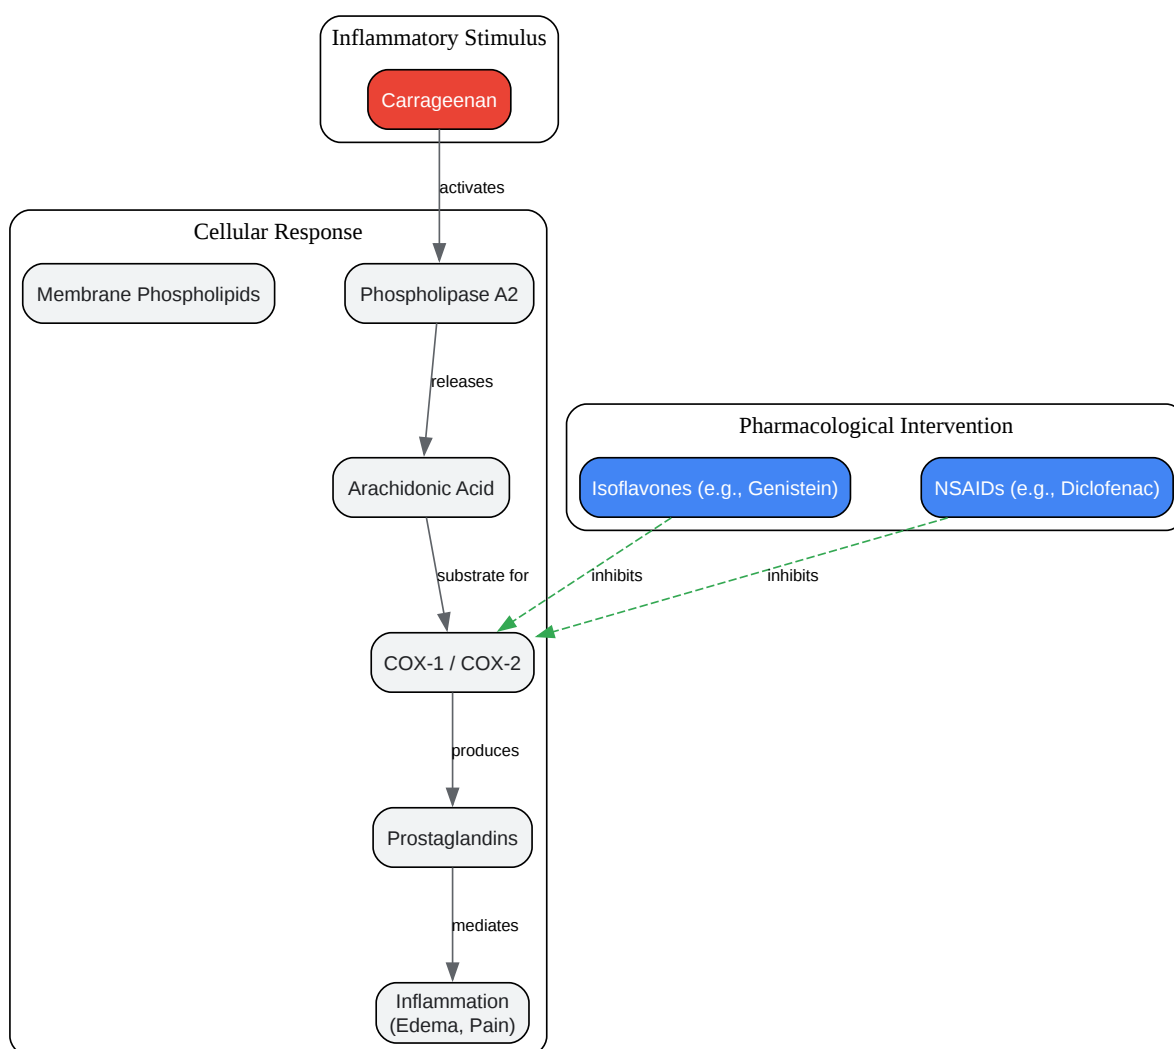 Inflammatory Stimulus
Carrageenan
activates
Cellular Response
Membrane Phospholipids
Phospholipase A2
releases
Pharmacological Intervention
Arachidonic Acid
Isoflavones (e.g., Genistein)
NSAIDs (e.g., Diclofenac)
substrate for
inhibits
inhibits
COX-1 / COX-2
produces
Prostaglandins
mediates
Inflammation
(Edema, Pain)